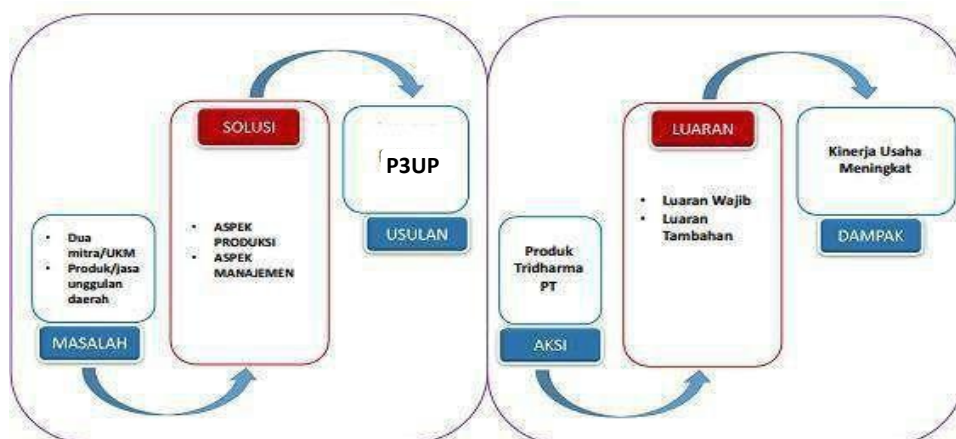 SOLUSI
• ASPEK
PRODUKSI
• ASPEK
MANAJEMEN
P3UP
USULAN
• Dua
mitra/UKM
• Produk/jasa
unggulan
daerah
MASALAH
LUARAN
• Luaran Wajib
• Luaran
Tambahan
Kinerja Usaha
Meningkat
DAMPAK
Produk
Tridharma
PT
AKSI